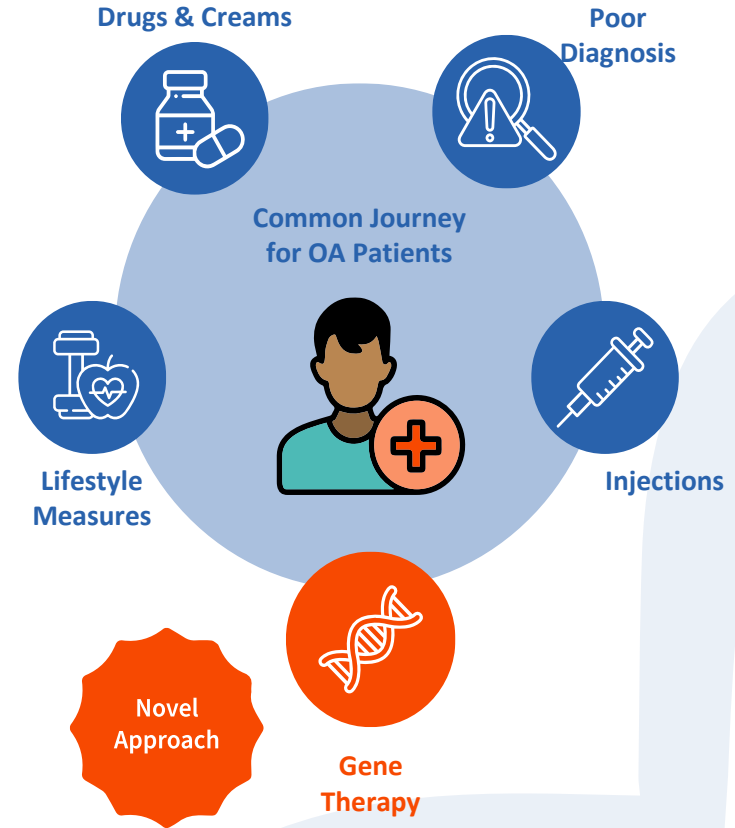 Drugs & Creams
Poor
Diagnosis
Common Journey
for OA Patients
Lifestyle
Measures
Injections
Novel
Approach
Gene
Therapy